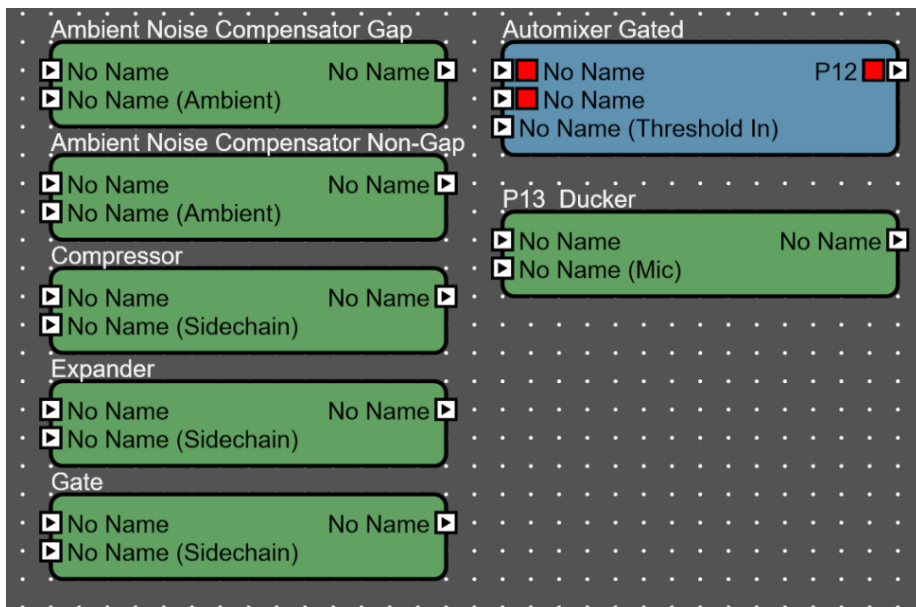 Ambient Noise Compensator Gap
No Name No Name
No Name (Ambient)
Ambient Noise Compensator Non-Gap
No Name No Name
No Name (Ambient)
Compressor
No Name No Name
No Name (Sidechain)
Expander
No Name No Name
No Name (Sidechain)
Gate
No Name No Name
No Name (Sidechain)
Automixer Gated
No Name P12
No Name
No Name (Threshold In)
P13 Ducker
No Name No Name
No Name (Mic)